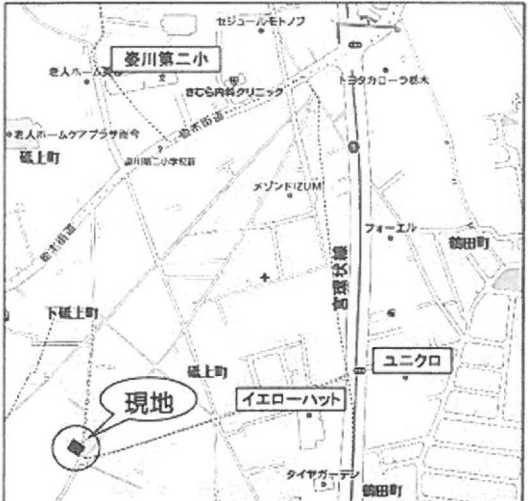 セジュールモトノブ
姿川第二小
老人ホーム
きむら内科クリニック
トヨタカローラ栃木
栃木街道
老人ホームケアプラザ而今
砥上町
姿川第二小学校前
メゾンドIZUMI
フォーエル
鶴田町
栃木街道
宮環状線
下砥上町
砥上町
ユニクロ
イエローハット
現地
タイヤガーデン
鶴田町